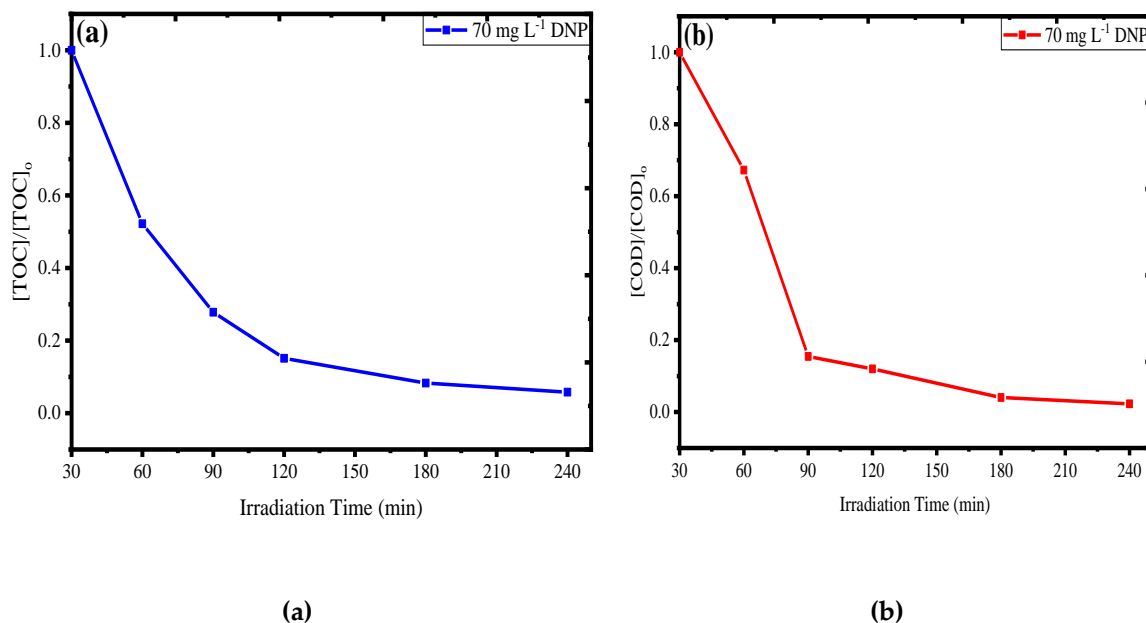 (a)
70 mg L⁻¹ DNP
1.0
0.8
0.6
0.4
0.2
0.0
[TOC]/[TOC]ₒ
30 60 90 120 150 180 210 240
Irradiation Time (min)
(a)
(b)
70 mg L⁻¹ DNP
1.0
0.8
0.6
0.4
0.2
0.0
[COD]/[COD]ₒ
30 60 90 120 150 180 210 240
Irradiation Time (min)
(b)